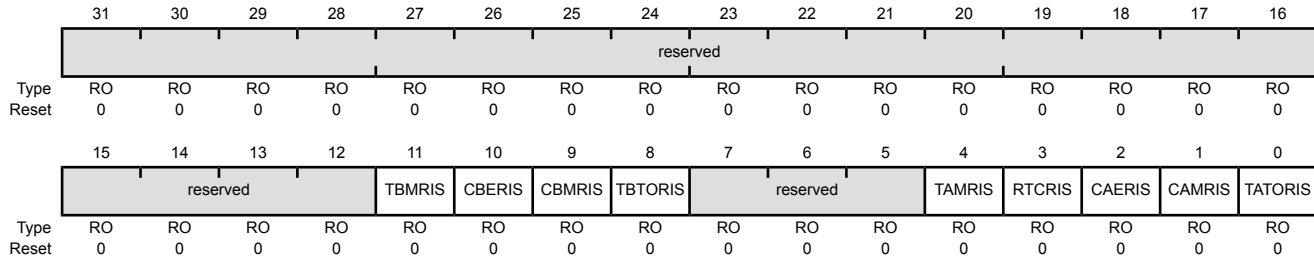 31 30 29 28 27 26 25 24 23 22 21 20 19 18 17 16
reserved
Type RO RO RO RO RO RO RO RO RO RO RO RO RO RO RO RO
Reset 0 0 0 0 0 0 0 0 0 0 0 0 0 0 0 0
15 14 13 12 11 10 9 8 7 6 5 4 3 2 1 0
reserved TBMRIS CBERIS CBMRIS TBTORIS reserved TAMRIS RTCRIS CAERIS CAMRIS TATORIS
Type RO RO RO RO RO RO RO RO RO RO RO RO RO RO RO RO
Reset 0 0 0 0 0 0 0 0 0 0 0 0 0 0 0 0